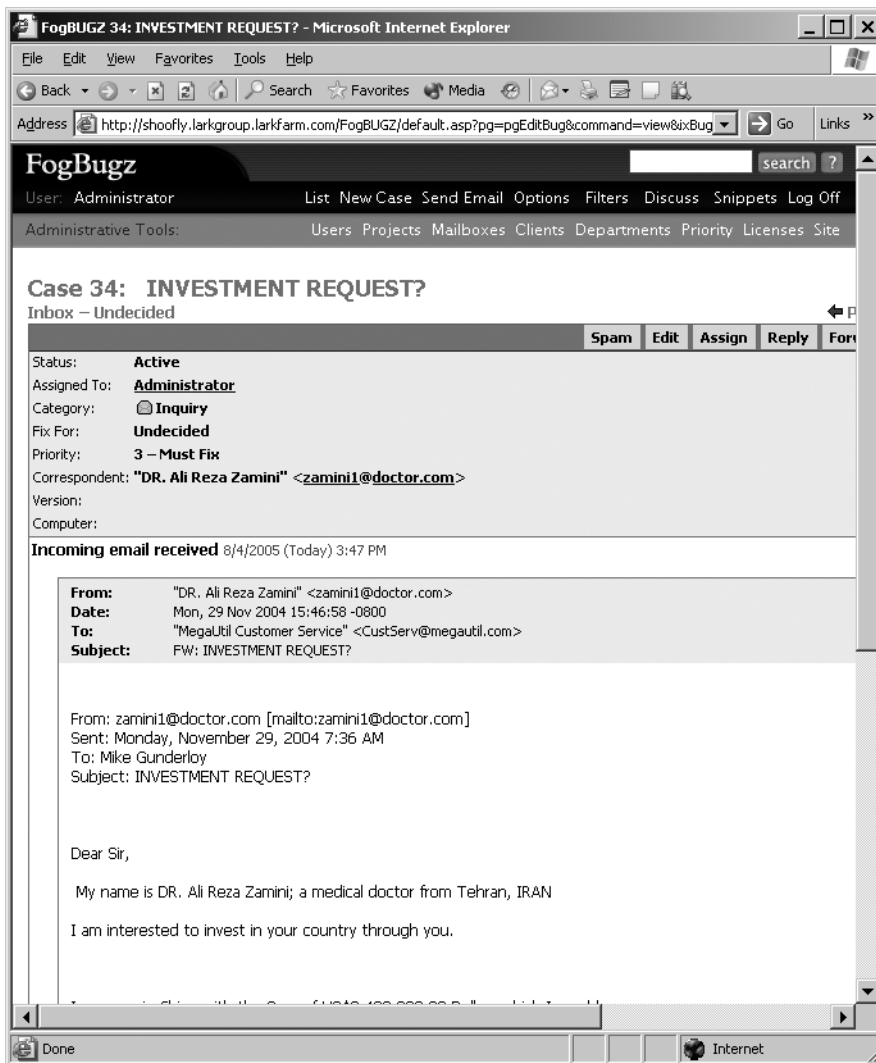 FogBUGZ 34: INVESTMENT REQUEST? - Microsoft Internet Explorer
File Edit View Favorites Tools Help
Back Search Favorites Media
Address http://shoofly.larkgroup.larkfarm.com/FogBUGZ/default.asp?pg=pgEditBug&command=view&ixBug Go Links »
FogBugz search ?
User: Administrator List New Case Send Email Options Filters Discuss Snippets Log Off
Administrative Tools: Users Projects Mailboxes Clients Departments Priority Licenses Site
Case 34: INVESTMENT REQUEST?
Inbox – Undecided
Spam Edit Assign Reply
Status: Active
Assigned To: Administrator
Category: Inquiry
Fix For: Undecided
Priority: 3 – Must Fix
Correspondent: "DR. Ali Reza Zamini" <zamini1@doctor.com>
Version:
Computer:
Incoming email received 8/4/2005 (Today) 3:47 PM
From: "DR. Ali Reza Zamini" <zamini1@doctor.com>
Date: Mon, 29 Nov 2004 15:46:58 -0800
To: "MegaUtil Customer Service" <CustServ@megautil.com>
Subject: FW: INVESTMENT REQUEST?
From: zamini1@doctor.com [mailto:zamini1@doctor.com]
Sent: Monday, November 29, 2004 7:36 AM
To: Mike Gunderloy
Subject: INVESTMENT REQUEST?
Dear Sir,
My name is DR. Ali Reza Zamini; a medical doctor from Tehran, IRAN
I am interested to invest in your country through you.
Done Internet